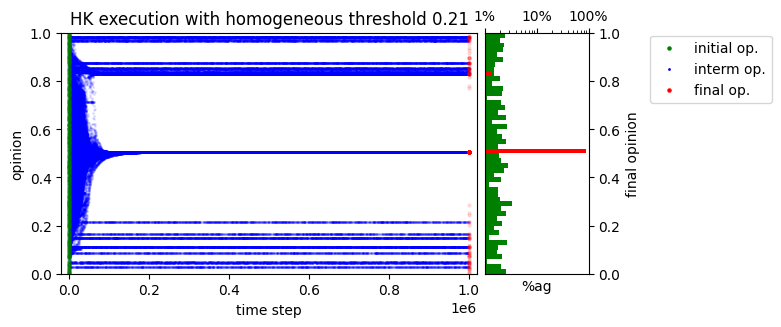 HK execution with homogeneous threshold 0.21
1% 10% 100%
1.0 1.0
0.8 0.8
0.6 0.6
0.4 0.4
0.2 0.2
0.0 0.0
opinion
final opinion
0.0 0.2 0.4 0.6 0.8 1.0
1e6
time step
%ag
initial op.
interm op.
final op.